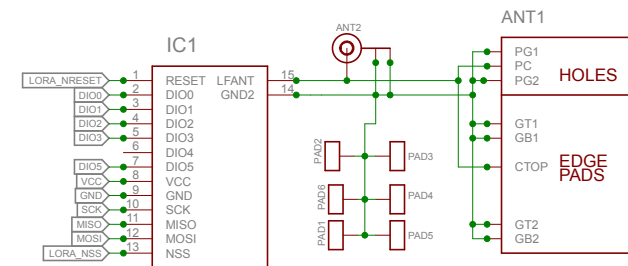 ANT1
ANT2
IC1
PG1
PC
PG2
HOLES
LORA_NRESET 1 RESET LFANT 15
DIO0 2 DIO0 GND2 14
DIO1 3 DIO1
DIO2 4 DIO2
DIO3 5 DIO3
6 DIO4
DIO5 7 DIO5
VCC 8 VCC
GND 9 GND
SCK 10 SCK
MISO 11 MISO
MOSI 12 MOSI
LORA_NSS 13 NSS
PAD2 PAD3
PAD6 PAD4
PAD1 PAD5
GT1
GB1
CTOP
EDGE
PADS
GT2
GB2